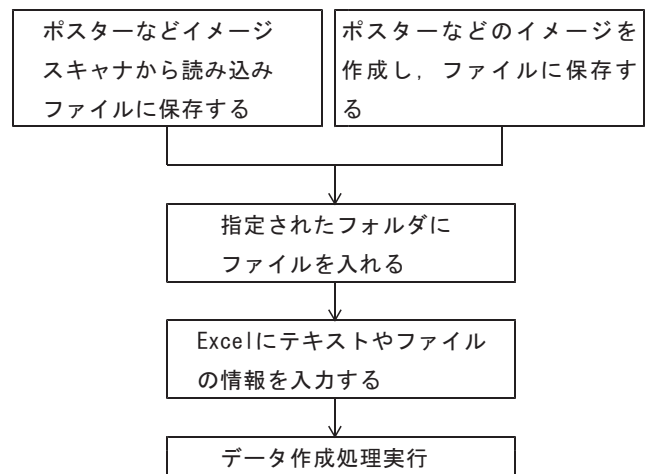 ポスターなどイメージ
スキャナから読み込み
ファイルに保存する
ポスターなどのイメージを
作成し，ファイルに保存す
る
指定されたフォルダに
ファイルを入れる
Excelにテキストやファイル
の情報を入力する
データ作成処理実行